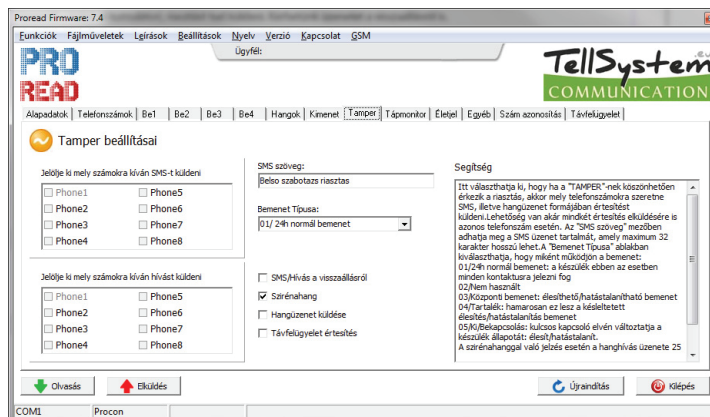 Proread Firmware: 7.4
Funkciók Fájlműveletek Leírások Beállítások Nyelv Verzió Kapcsolat GSM
Ügyfél:
PRO
READ
TellSystem
.eu
COMMUNICATION
Alapadatok Telefonszámok Be1 Be2 Be3 Be4 Hangok Kimenet Tamper Tápmonitor Életjel Egyéb Szám azonosítás Távfelügyelet
Tamper beállításai
Jelölje ki mely számokra kíván SMS-t küldeni
Phone1 Phone5
Phone2 Phone6
Phone3 Phone7
Phone4 Phone8
Jelölje ki mely számokra kíván hívást küldeni
Phone1 Phone5
Phone2 Phone6
Phone3 Phone7
Phone4 Phone8
SMS szöveg:
Belso szabotazs riasztas
Bemenet Típusa:
01/ 24h normál bemenet
SMS/Hívás a visszaállásról
Szirénahang
Hangüzenet küldése
Távfelügyelet értesítés
Segítség
Itt választhatja ki, hogy ha a "TAMPER"-nek köszönhetően
érkezik a riasztás, akkor mely telefonszámokra szeretne
SMS, illetve hangüzenet formájában értesítést
küldeni.Lehetőség van akár mindkét értesítés elküldésére is
azonos telefonszám esetén. Az "SMS szöveg" mezőben
adhatja meg a SMS üzenet tartalmát, amely maximum 32
karakter hosszú lehet.A "Bemenet Típusa" ablakban
kiválaszthatja, hogy miként működjön a bemenet:
01/24h normál bemenet: a készülék ebben az esetben
minden kontaktusra jelezni fog
02/Nem használt
03/Központi bemenet: élesíthető/hatástalanítható bemenet
04/Tartalék: hamarosan ez lesz a késleltetett
élesítés/hatástalanítás bemenet
05/Ki/Bekapcsolás: kulcsos kapcsoló elvén változtatja a
készülék állapotát: élesít/hatástalanít.
A szirénahanggal való jelzés esetén a hanghívás üzenete 25
Olvasás Elküldés Újraindítás Kilépés
COM1 Procon